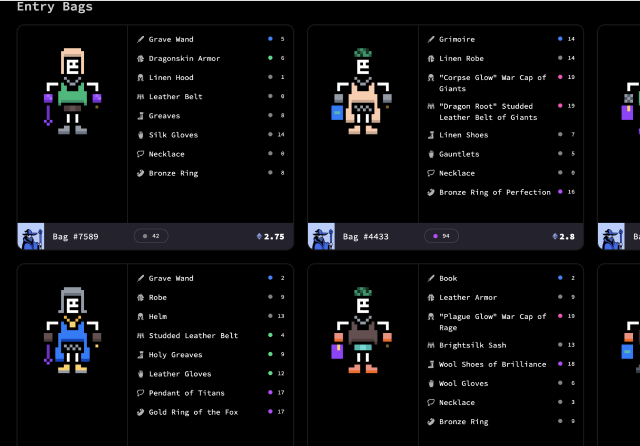 Entry Bags
Grave Wand 5
Dragonskin Armor 6
Linen Hood 1
Leather Belt 0
Greaves 8
Silk Gloves 14
Necklace 0
Bronze Ring 8
Bag #7589 42 2.75
Grimoire 14
Linen Robe 14
"Corpse Glow" War Cap of 19
Giants
"Dragon Root" Studded 19
Leather Belt of Giants
Linen Shoes 7
Gauntlets 5
Necklace 0
Bronze Ring of Perfection 16
Bag #4433 94 2.8
Grave Wand 2
Robe 9
Helm 13
Studded Leather Belt 4
Holy Greaves 9
Leather Gloves 12
Pendant of Titans 17
Gold Ring of the Fox 17
Book 2
Leather Armor 9
"Plague Glow" War Cap of 19
Rage
Brightsilk Sash 13
Wool Shoes of Brilliance 18
Wool Gloves 6
Necklace 3
Bronze Ring 9